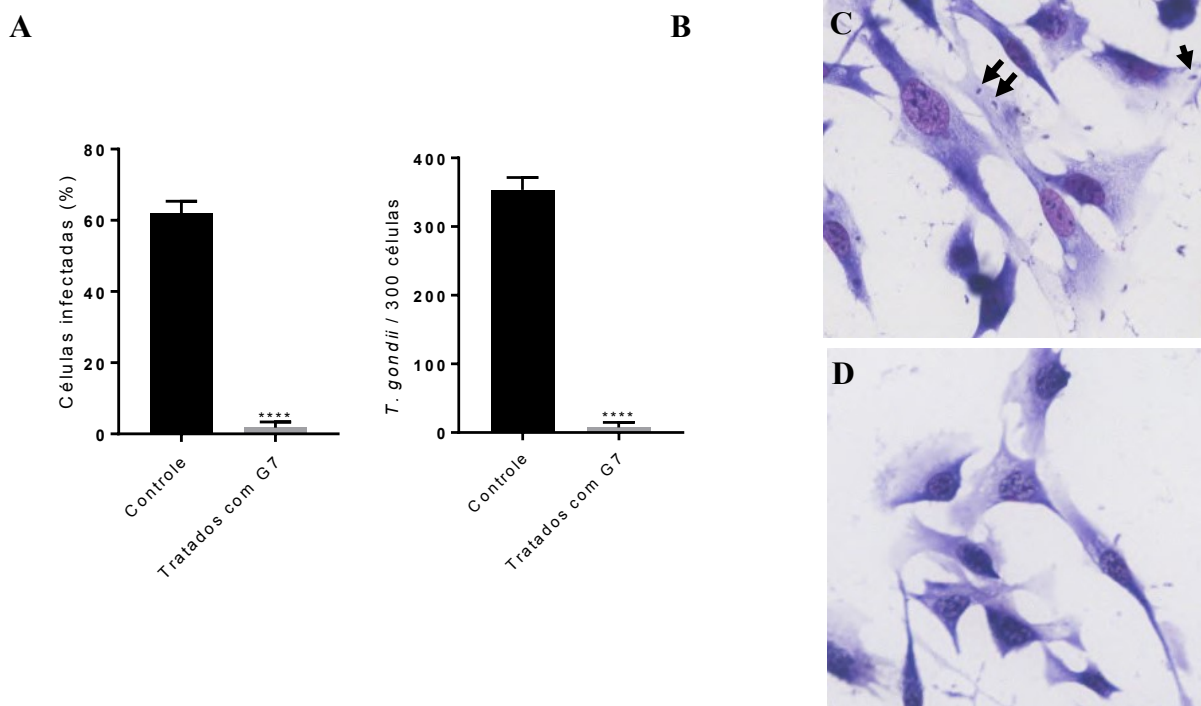 A
B
C
D
80
60
40
20
0
Células infectadas (%)
****
Controle
Tratados com G7
400
300
200
100
0
T. gondii / 300 células
****
Controle
Tratados com G7